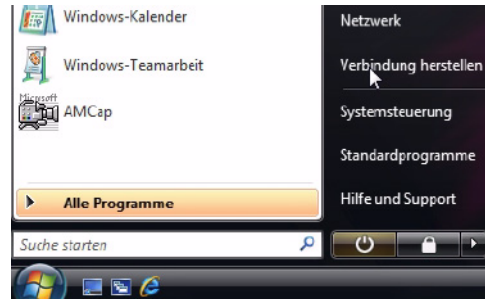 Windows-Kalender
Windows-Teamarbeit
Microsoft
AMCap
Alle Programme
Suche starten
Netzwerk
Verbindung herstellen
Systemsteuerung
Standardprogramme
Hilfe und Support